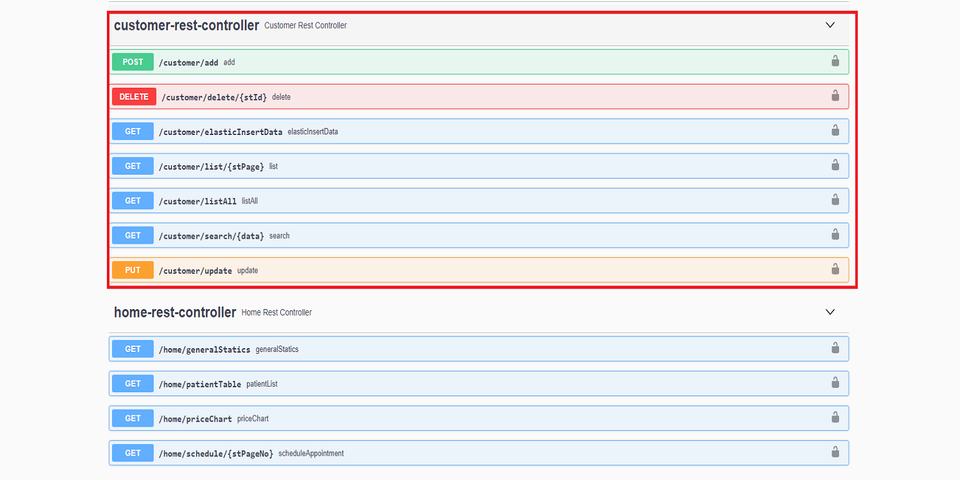 customer-rest-controller Customer Rest Controller
POST /customer/add add
DELETE /customer/delete/{stId} delete
GET /customer/elasticInsertData elasticInsertData
GET /customer/list/{stPage} list
GET /customer/listAll listAll
GET /customer/search/{data} search
PUT /customer/update update
home-rest-controller Home Rest Controller
GET /home/generalStatics generalStatics
GET /home/patientTable patientList
GET /home/priceChart priceChart
GET /home/schedule/{stPageNo} scheduleAppointment